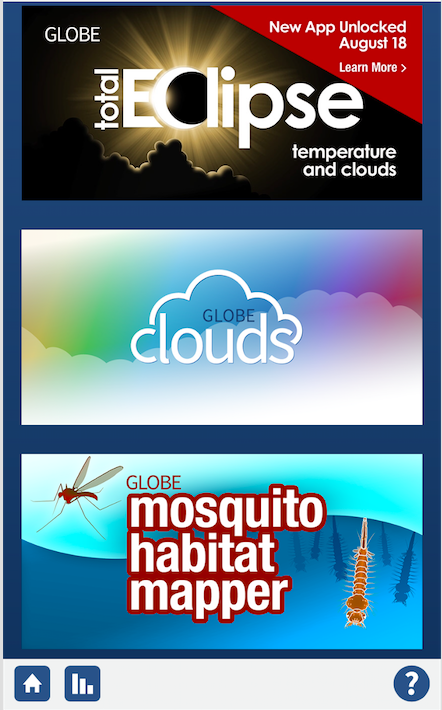 GLOBE
New App Unlocked
August 18
Learn More >
total
Eclipse
temperature
and clouds
GLOBE
clouds
GLOBE
mosquito
habitat
mapper
?